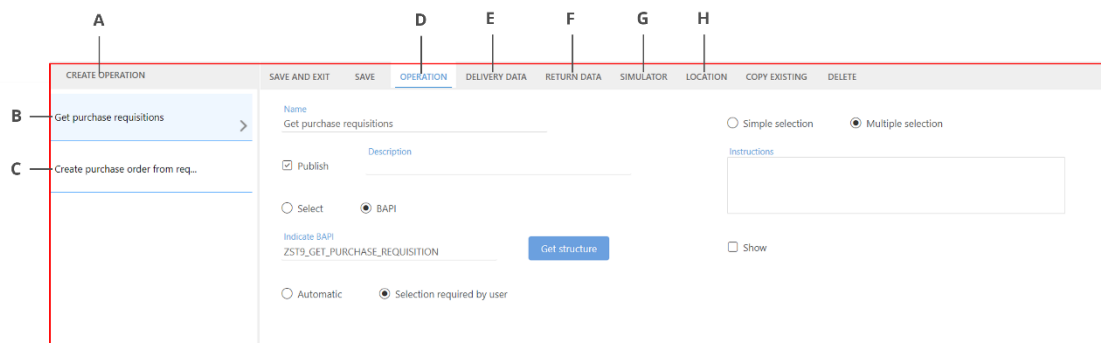 A D E F G H
CREATE OPERATION SAVE AND EXIT SAVE OPERATION DELIVERY DATA RETURN DATA SIMULATOR LOCATION COPY EXISTING DELETE
B Get purchase requisitions
C Create purchase order from req...
Name
Get purchase requisitions
Simple selection Multiple selection
Publish
Description
Instructions
Select BAPI
Indicate BAPI
ZST9_GET_PURCHASE_REQUISITION
Get structure
Show
Automatic Selection required by user